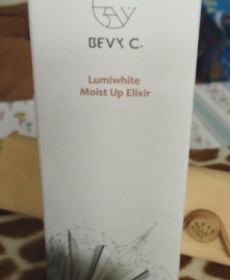 BEVY C.
Lumiwhite
Moist Up Elixir